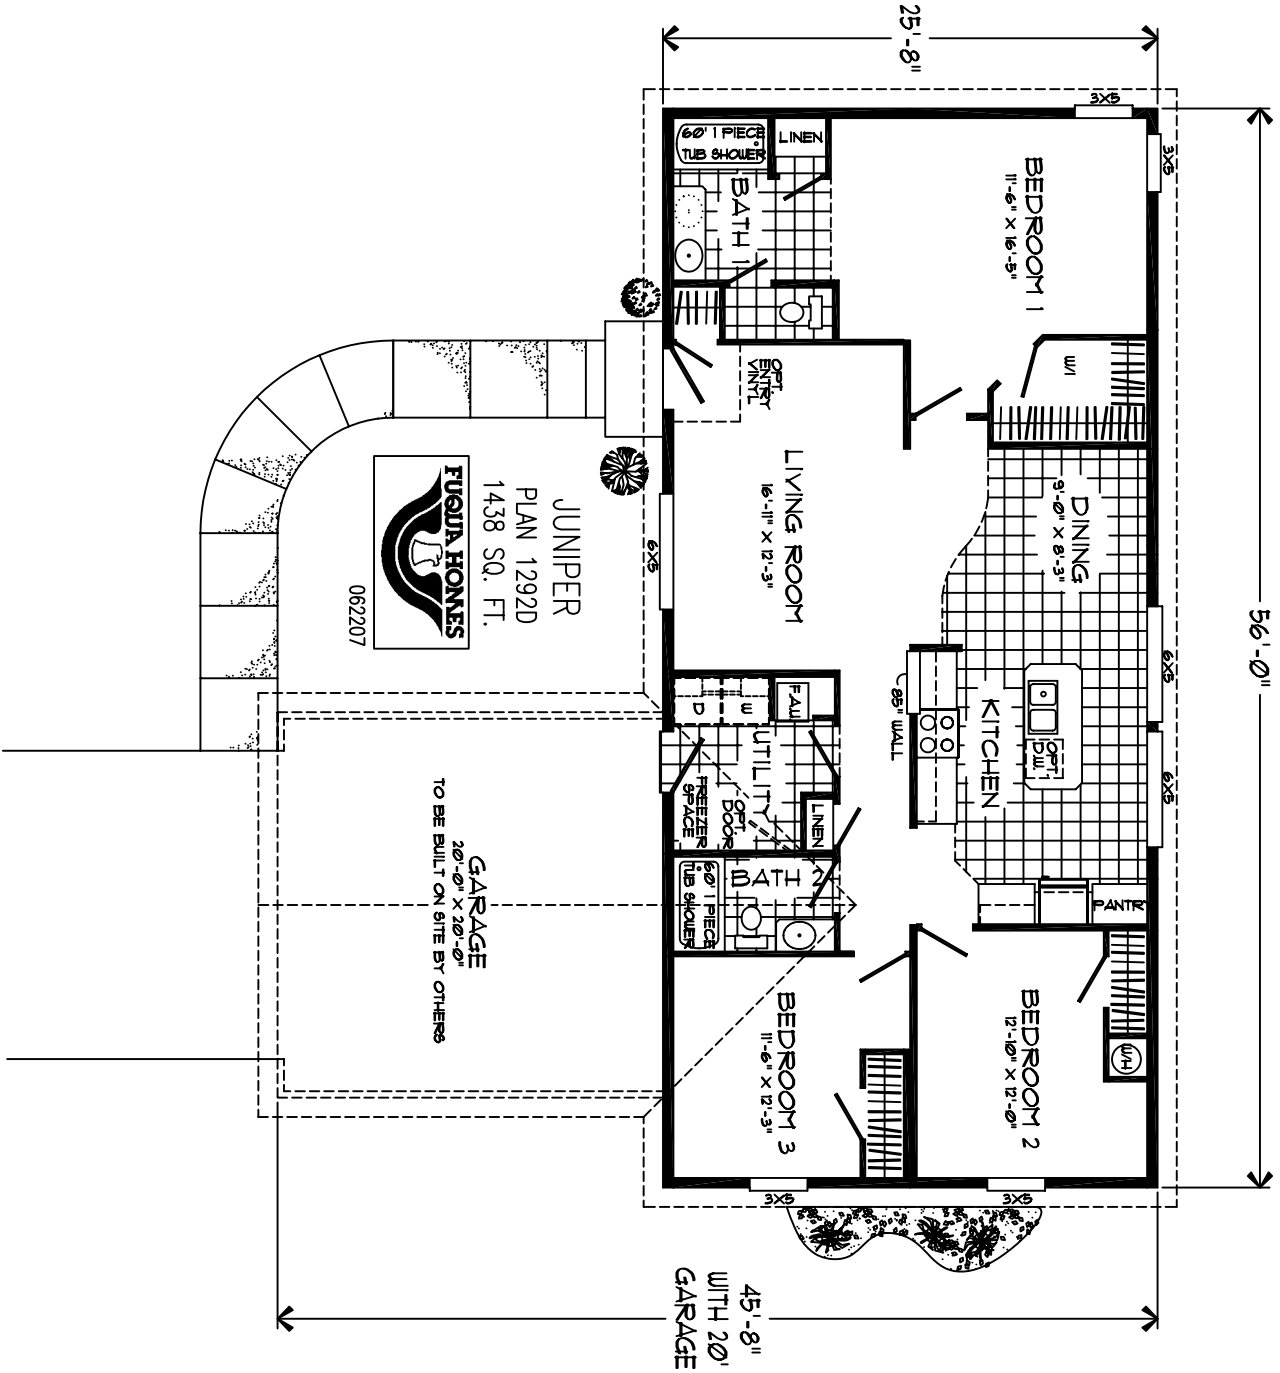 56'-0"
25'-8"
3X5
3X5
6X5
6X5
BEDROOM 1
11'-6" X 16'-5"
W/I
DINING
9'-0" X 8'-3"
KITCHEN
OPT.
D.W.
PANTRY
W/H
BEDROOM 2
12'-10" X 12'-0"
85" WALL
LINEN
60' 1 PIECE
TUB SHOWER
BATH 1
OPT.
ENTRY
VINYL
LIVING ROOM
16'-11" X 12'-3"
F.A.U.
D
W
UTILITY
LINEN
OPT.
DOOR
FREEZER
SPACE
BATH 2
60' 1 PIECE
TUB SHOWER
BEDROOM 3
11'-6" X 12'-3"
3X5
3X5
6X5
45'-8"
WITH 20'
GARAGE
JUNIPER
PLAN 1292D
1438 SQ. FT.
FUQUA HOMES
062207
GARAGE
20'-0" X 20'-0"
TO BE BUILT ON SITE BY OTHERS